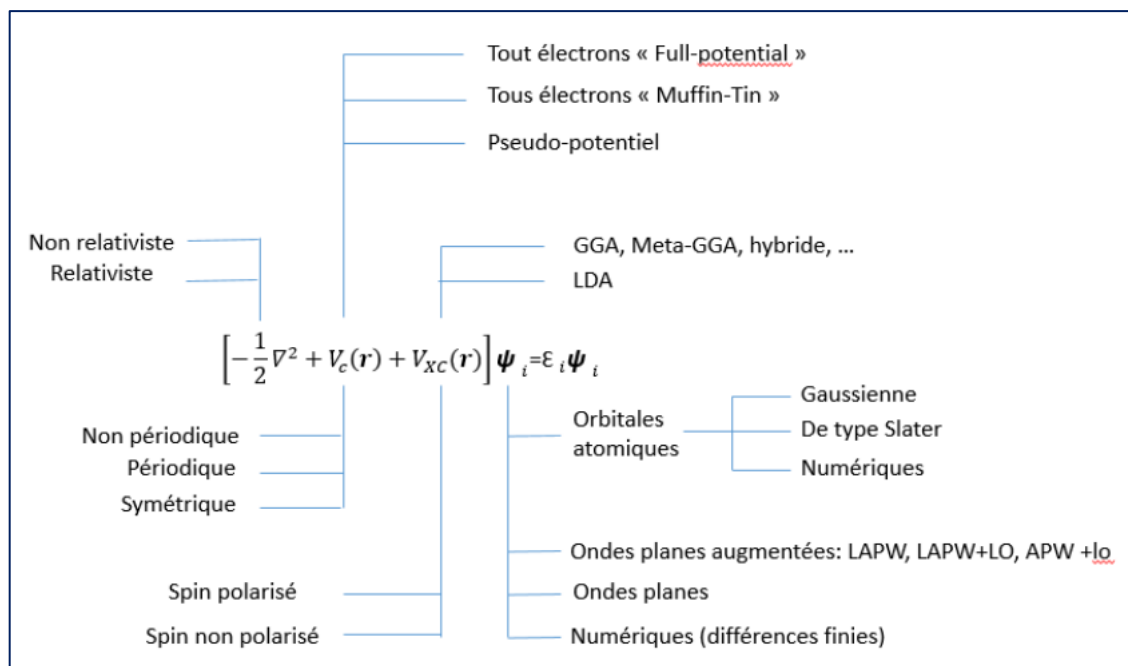 Tout électrons « Full-potential »
Tous électrons « Muffin-Tin »
Pseudo-potentiel
Non relativiste
Relativiste
GGA, Meta-GGA, hybride, ...
LDA
[-1/2 ∇² + V_c(r) + V_XC(r)] ψ_i=Ɛ_i ψ_i
Non périodique
Périodique
Symétrique
Orbitales
atomiques
Gaussienne
De type Slater
Numériques
Spin polarisé
Spin non polarisé
Ondes planes augmentées: LAPW, LAPW+LO, APW +lo
Ondes planes
Numériques (différences finies)